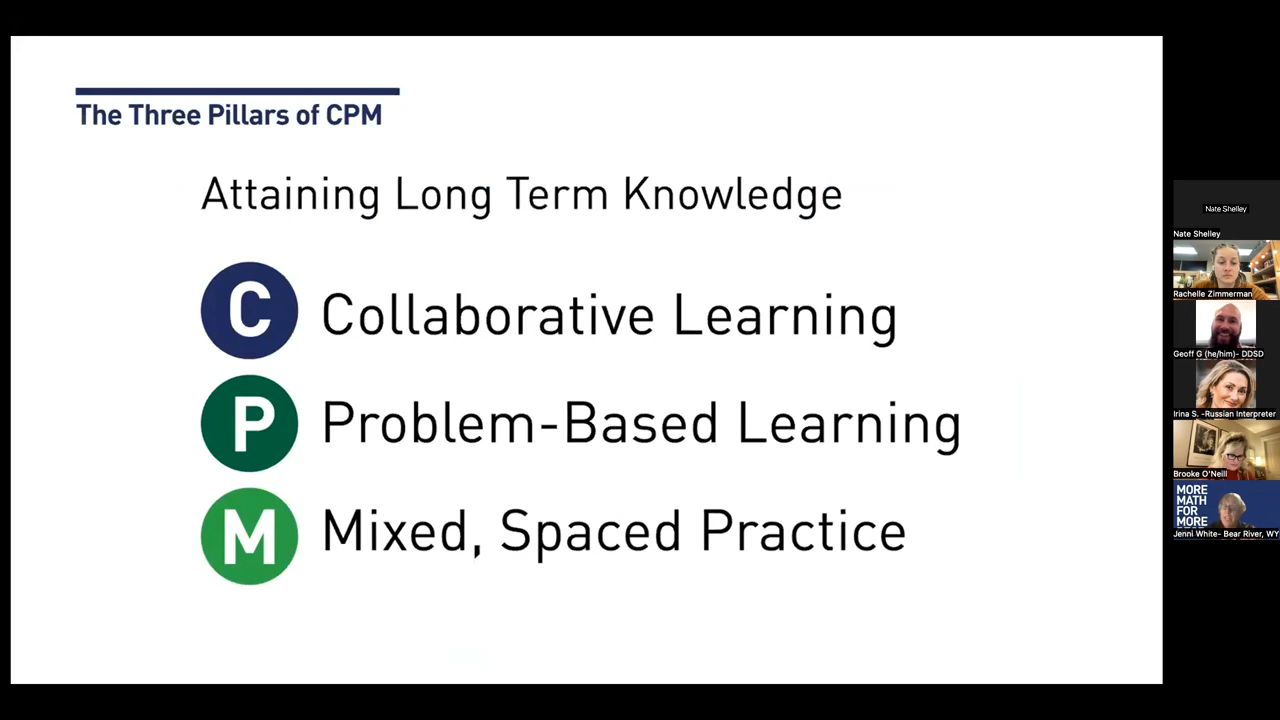 The Three Pillars of CPM
Attaining Long Term Knowledge
C Collaborative Learning
P Problem-Based Learning
M Mixed, Spaced Practice
Nate Shelley
Nate Shelley
Rachelle Zimmerman
Geoff G (he/him)- DDSD
Irina S. -Russian Interpreter
Brooke O'Neill
MORE
MATH
FOR
MORE
Jenni White- Bear River, WY